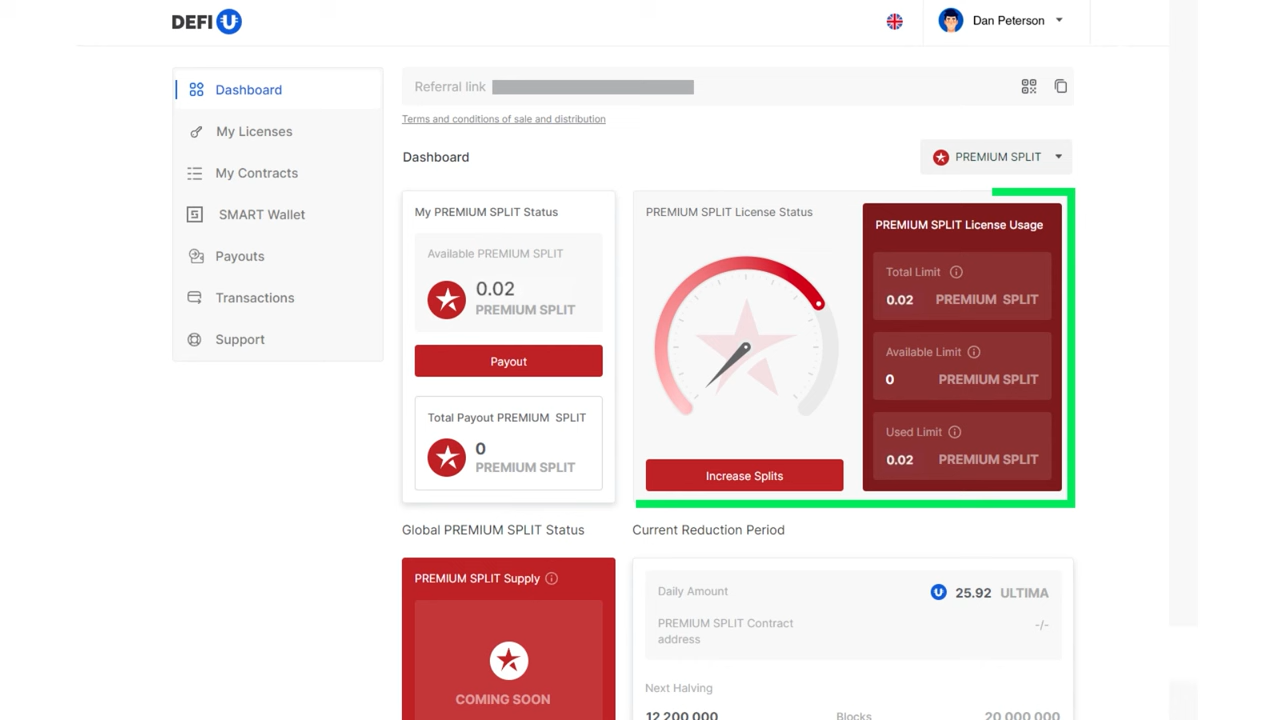 DEFI U
Dan Peterson
Dashboard
My Licenses
My Contracts
SMART Wallet
Payouts
Transactions
Support
Referral link
Terms and conditions of sale and distribution
Dashboard
PREMIUM SPLIT
My PREMIUM SPLIT Status
Available PREMIUM SPLIT
0.02
PREMIUM SPLIT
Payout
Total Payout PREMIUM SPLIT
0
PREMIUM SPLIT
PREMIUM SPLIT License Status
Increase Splits
PREMIUM SPLIT License Usage
Total Limit
0.02 PREMIUM SPLIT
Available Limit
0 PREMIUM SPLIT
Used Limit
0.02 PREMIUM SPLIT
Global PREMIUM SPLIT Status
PREMIUM SPLIT Supply
COMING SOON
Current Reduction Period
Daily Amount 25.92 ULTIMA
PREMIUM SPLIT Contract
address
-/-
Next Halving
12 200 000 Blocks 20 000 000